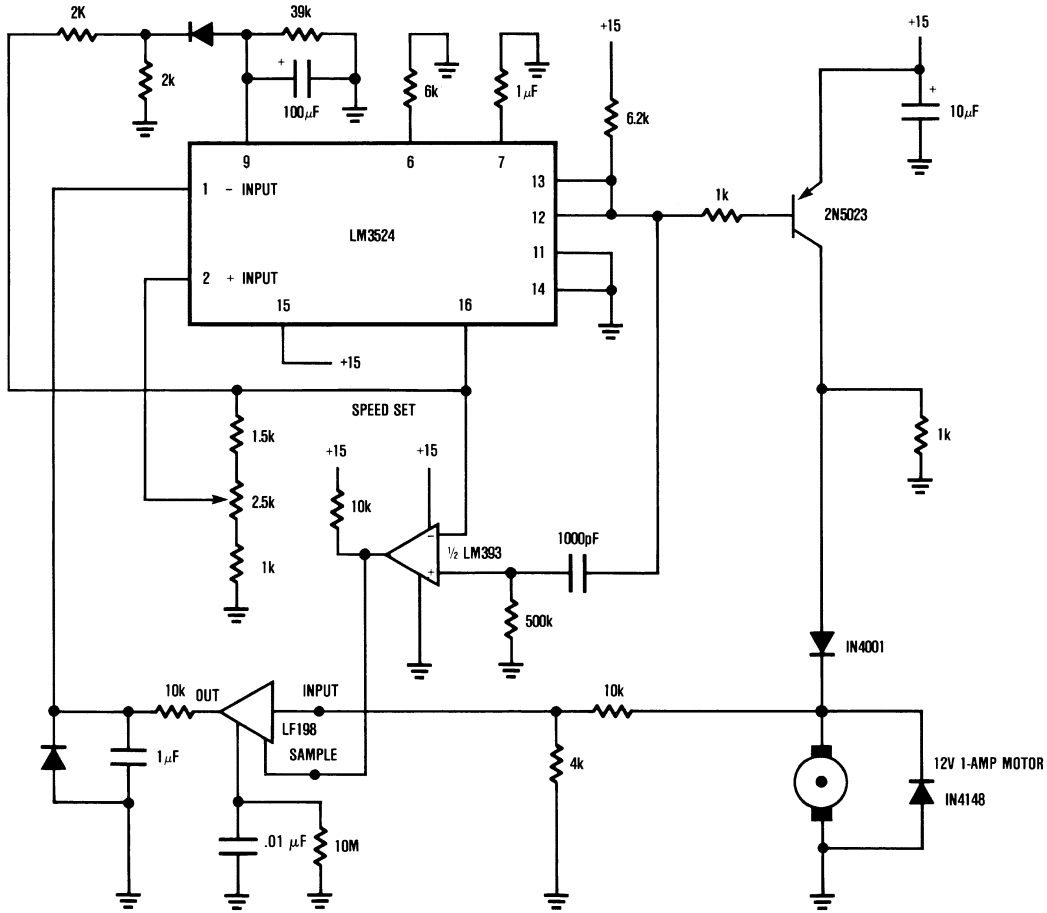 2K
39k
+15
+15
2k
+
100µF
6k
1µF
6.2k
+
10µF
9
6
7
1 - INPUT
13
12
1k
2N5023
LM3524
11
2 + INPUT
14
15
16
+15
SPEED SET
1.5k
+15
+15
1k
2.5k
10k
-
½ LM393
1000pF
1k
+
500k
IN4001
10k
OUT
INPUT
10k
LF198
1µF
SAMPLE
4k
12V 1-AMP MOTOR
IN4148
.01 µF
10M